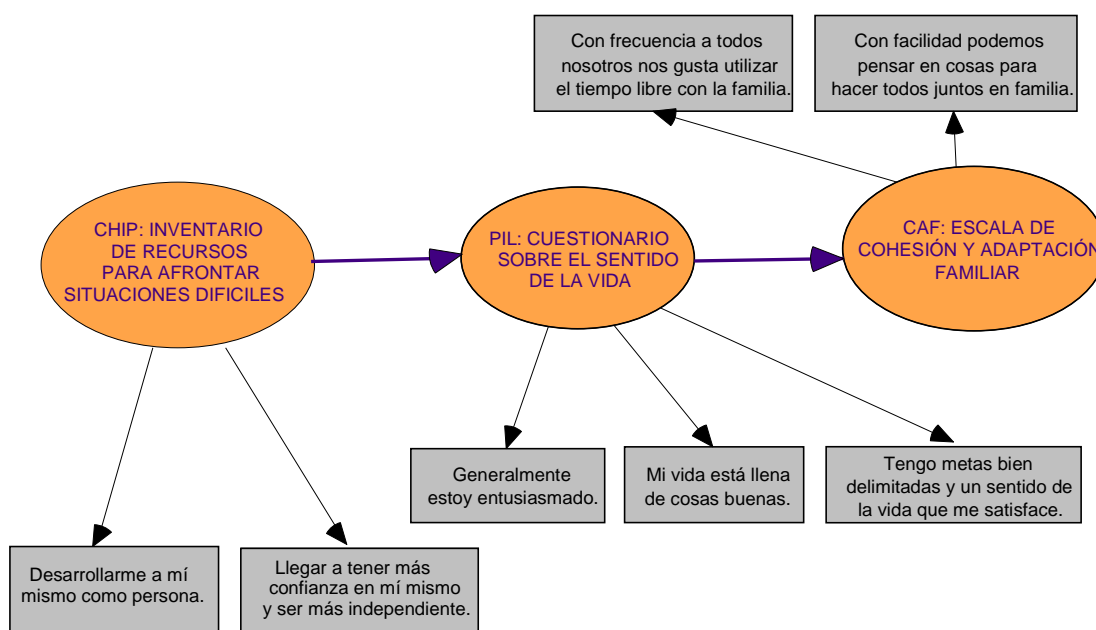 Con frecuencia a todos
nosotros nos gusta utilizar
el tiempo libre con la familia.
Con facilidad podemos
pensar en cosas para
hacer todos juntos en familia.
CHIP: INVENTARIO
DE RECURSOS
PARA AFRONTAR
SITUACIONES DIFICILES
PIL: CUESTIONARIO
SOBRE EL SENTIDO
DE LA VIDA
CAF: ESCALA DE
COHESIÓN Y ADAPTACIÓN
FAMILIAR
Generalmente
estoy entusiasmado.
Mi vida está llena
de cosas buenas.
Tengo metas bien
delimitadas y un sentido de
la vida que me satisface.
Desarrollarme a mí
mismo como persona.
Llegar a tener más
confianza en mí mismo
y ser más independiente.